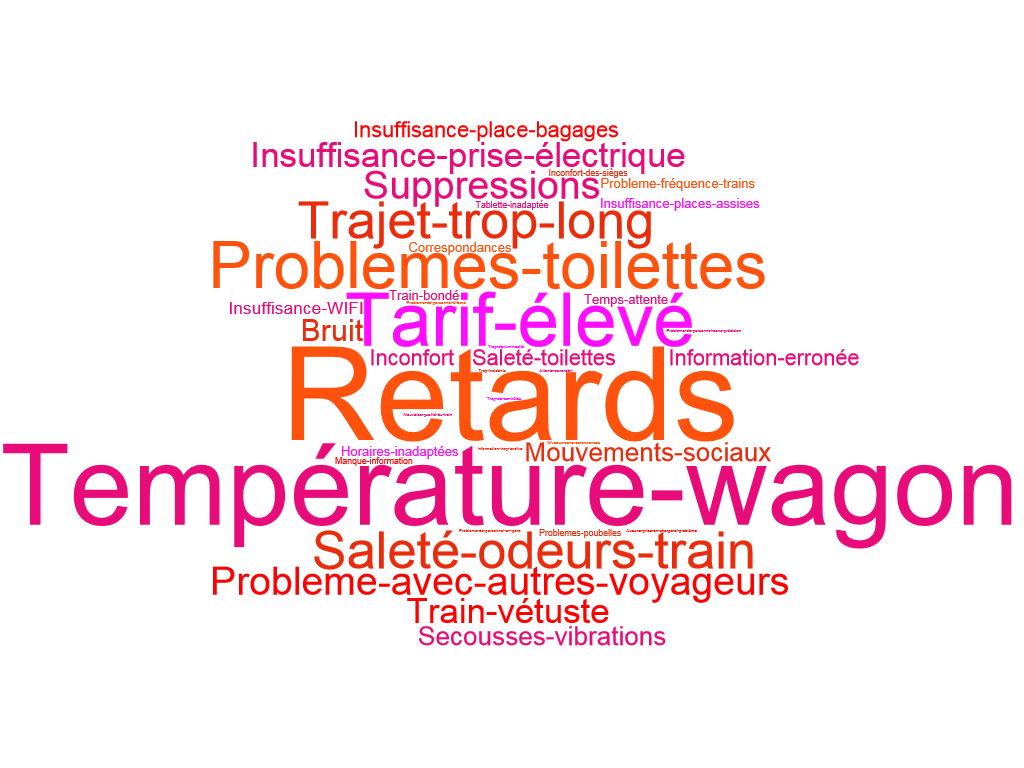 Insuffisance-place-bagages
Insuffisance-prise-électrique
Inconfort-des-sièges
Suppressions
Probleme-fréquence-trains
Tablette-inadaptée
Insuffisance-places-assises
Trajet-trop-long
Correspondances
Problemes-toilettes
Train-bondé
Temps-attente
Insuffisance-WIFI
Tarif-élevé
Bruit
Inconfort
Saleté-toilettes
Information-erronée
Retards
Horaires-inadaptées
Mouvements-sociaux
Manque-information
Température-wagon
Problemes-poubelles
Saleté-odeurs-train
Probleme-avec-autres-voyageurs
Train-vétuste
Secousses-vibrations